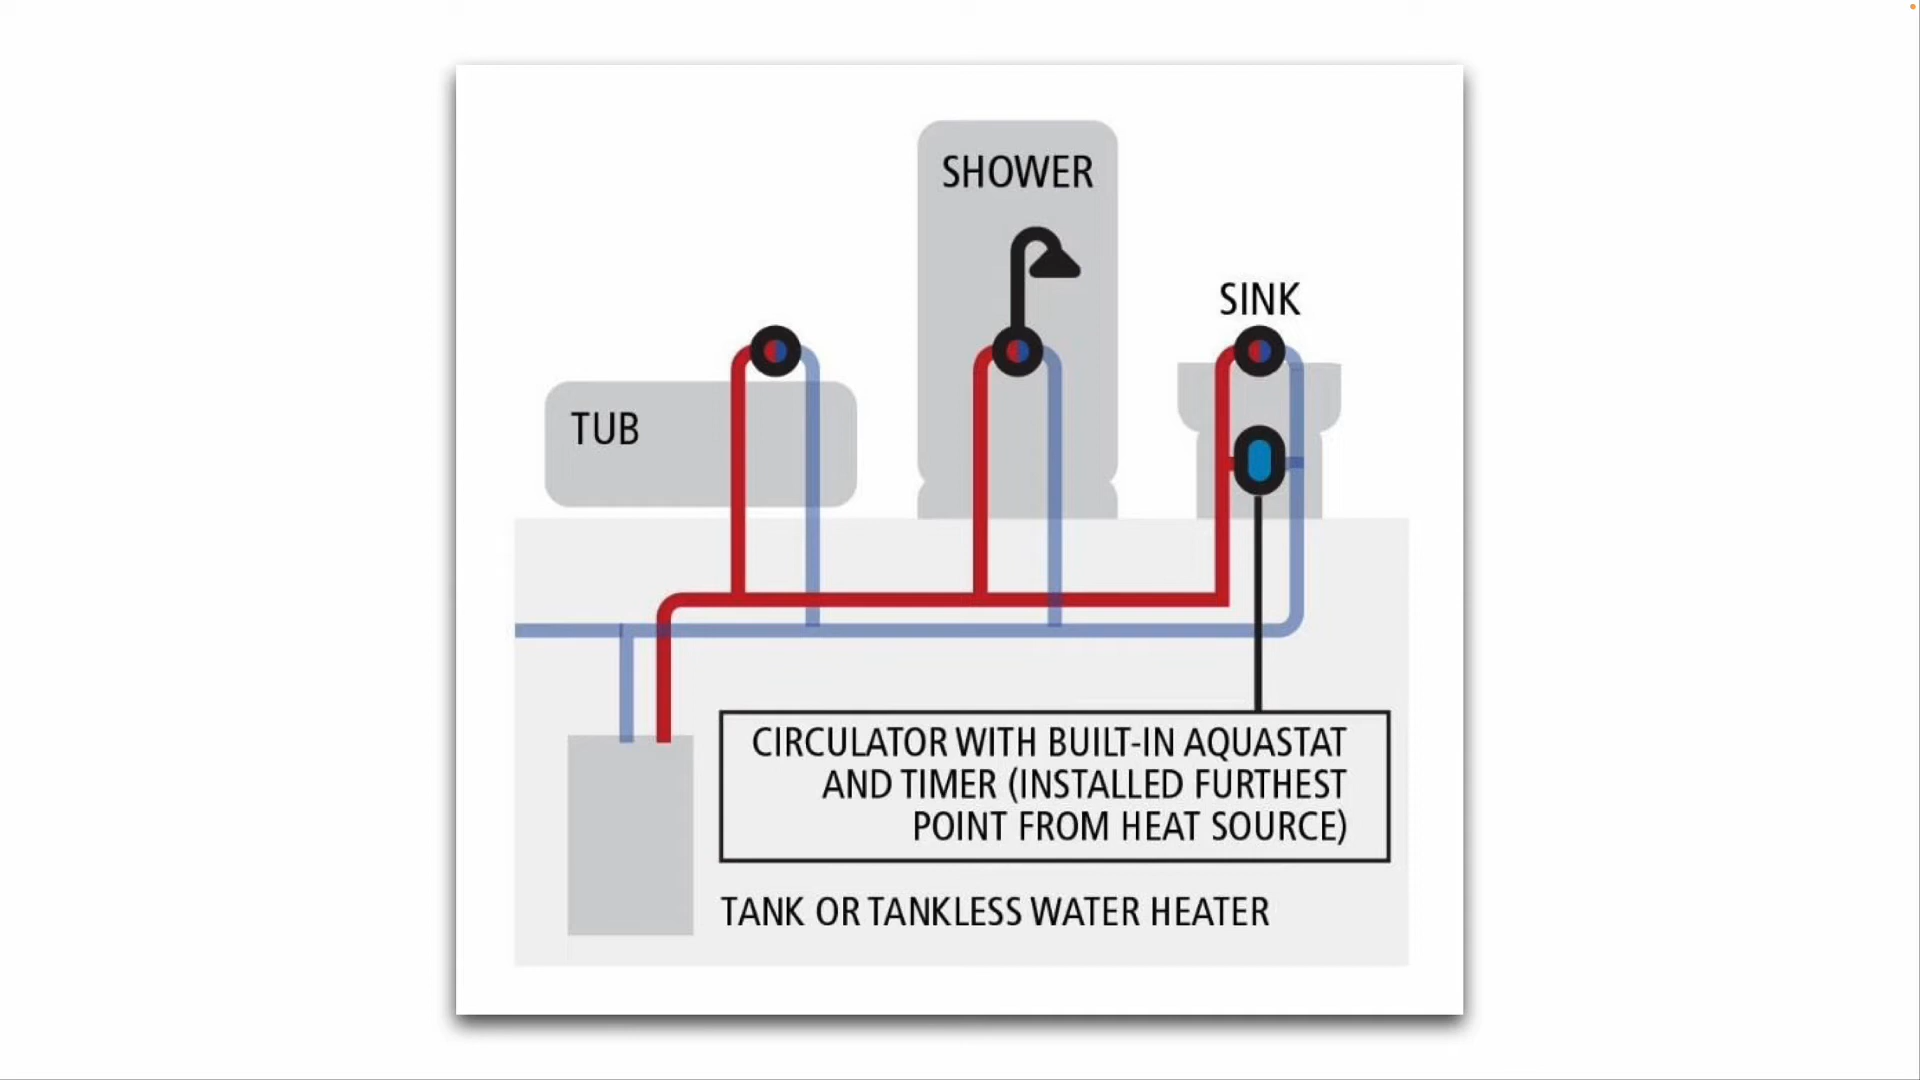 SHOWER
SINK
TUB
CIRCULATOR WITH BUILT-IN AQUASTAT
AND TIMER (INSTALLED FURTHEST
POINT FROM HEAT SOURCE)
TANK OR TANKLESS WATER HEATER